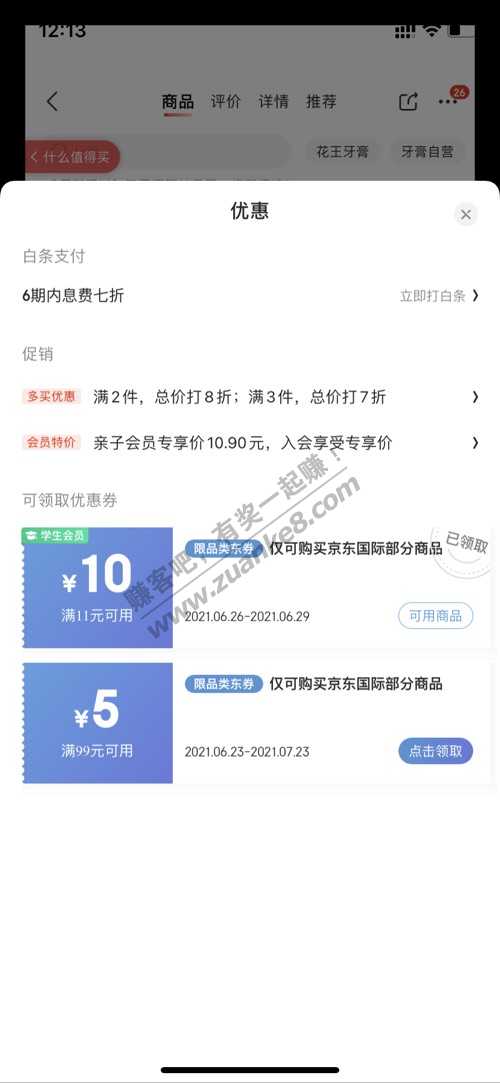 12:13
商品 评价 详情 推荐
26
什么值得买
花王牙膏
牙膏自营
优惠
白条支付
6期内息费七折
立即打白条
促销
多买优惠 满2件，总价打8折；满3件，总价打7折
会员特价 亲子会员专享价10.90元，入会享受专享价
可领取优惠券
学生会员
¥10
满11元可用
限品类东券 仅可购买京东国际部分商品
已领取
2021.06.26-2021.06.29
可用商品
¥5
满99元可用
限品类东券 仅可购买京东国际部分商品
2021.06.23-2021.07.23
点击领取
赚客吧，有奖一起赚！
www.zuanke8.com